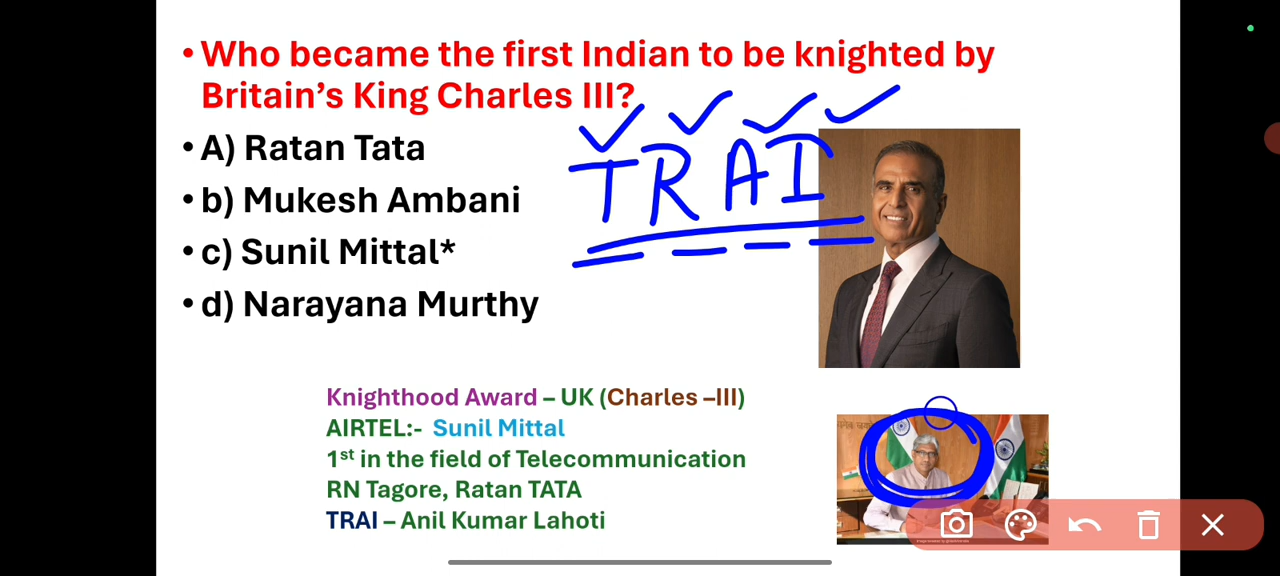 • Who became the first Indian to be knighted by
Britain's King Charles III?
• A) Ratan Tata
• b) Mukesh Ambani
• c) Sunil Mittal*
• d) Narayana Murthy
TRAI
Knighthood Award – UK (Charles –III)
AIRTEL:- Sunil Mittal
1st in the field of Telecommunication
RN Tagore, Ratan TATA
TRAI – Anil Kumar Lahoti